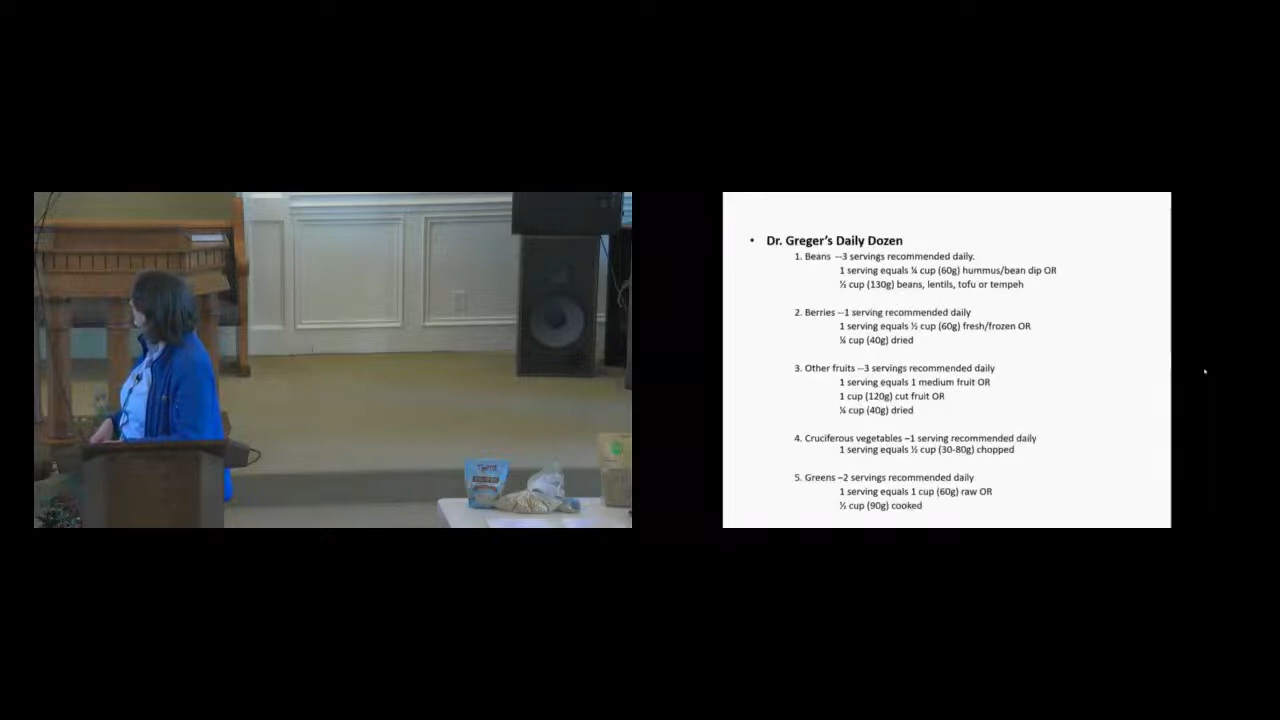 • Dr. Greger's Daily Dozen
1. Beans --3 servings recommended daily.
1 serving equals ¼ cup (60g) hummus/bean dip OR
½ cup (130g) beans, lentils, tofu or tempeh
2. Berries --1 serving recommended daily
1 serving equals ½ cup (60g) fresh/frozen OR
¼ cup (40g) dried
3. Other fruits --3 servings recommended daily
1 serving equals 1 medium fruit OR
1 cup (120g) cut fruit OR
¼ cup (40g) dried
4. Cruciferous vegetables –1 serving recommended daily
1 serving equals ½ cup (30-80g) chopped
5. Greens –2 servings recommended daily
1 serving equals 1 cup (60g) raw OR
½ cup (90g) cooked